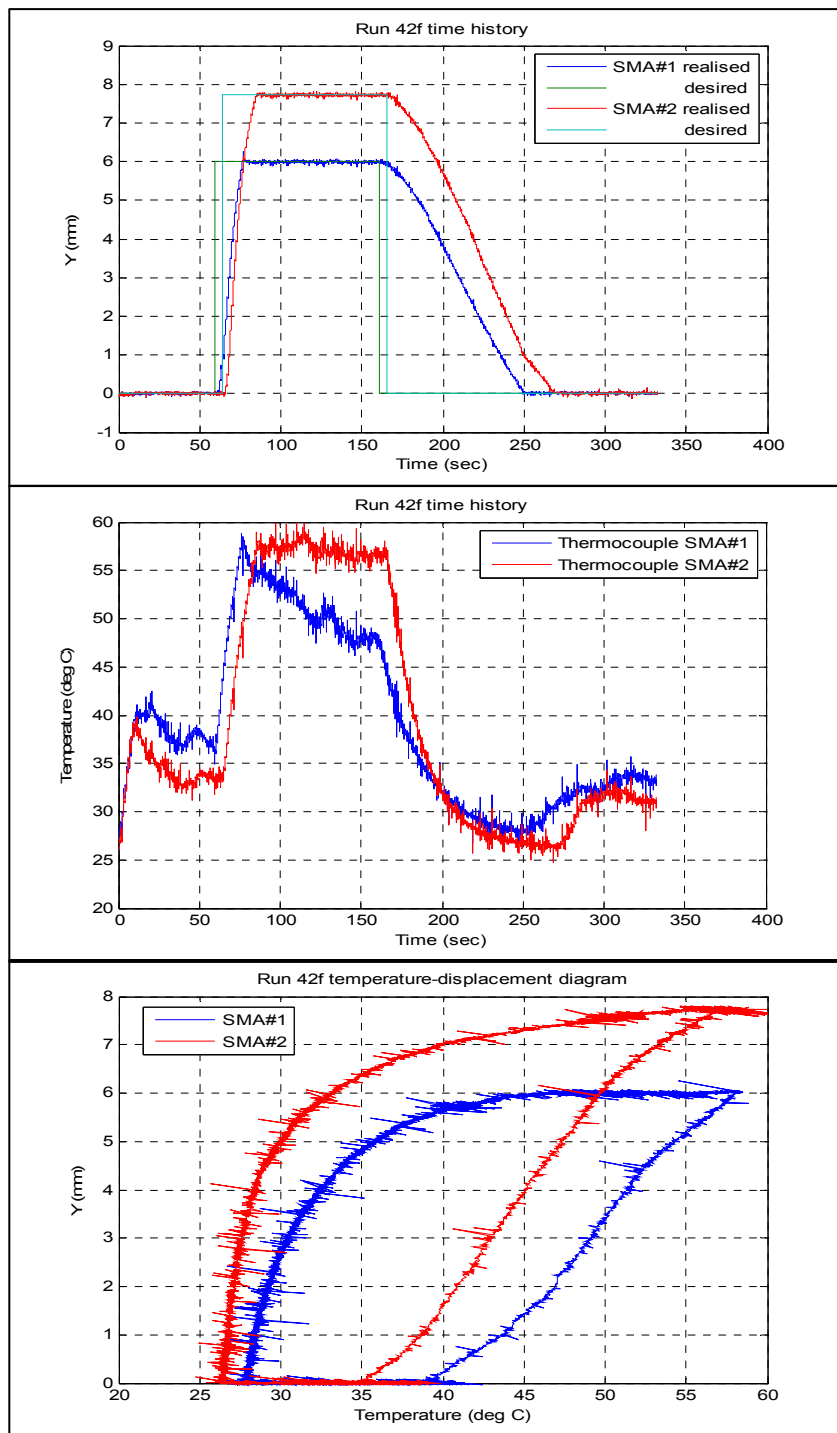 Run 42f time history
9
8
7
6
5
4
3
2
1
0
-1
Y (mm)
SMA#1 realised
desired
SMA#2 realised
desired
0 50 100 150 200 250 300 350 400
Time (sec)
Run 42f time history
60
55
50
45
40
35
30
25
20
Temperature (deg C)
Thermocouple SMA#1
Thermocouple SMA#2
0 50 100 150 200 250 300 350 400
Time (sec)
Run 42f temperature-displacement diagram
8
7
6
5
4
3
2
1
0
Y (mm)
SMA#1
SMA#2
20 25 30 35 40 45 50 55 60
Temperature (deg C)